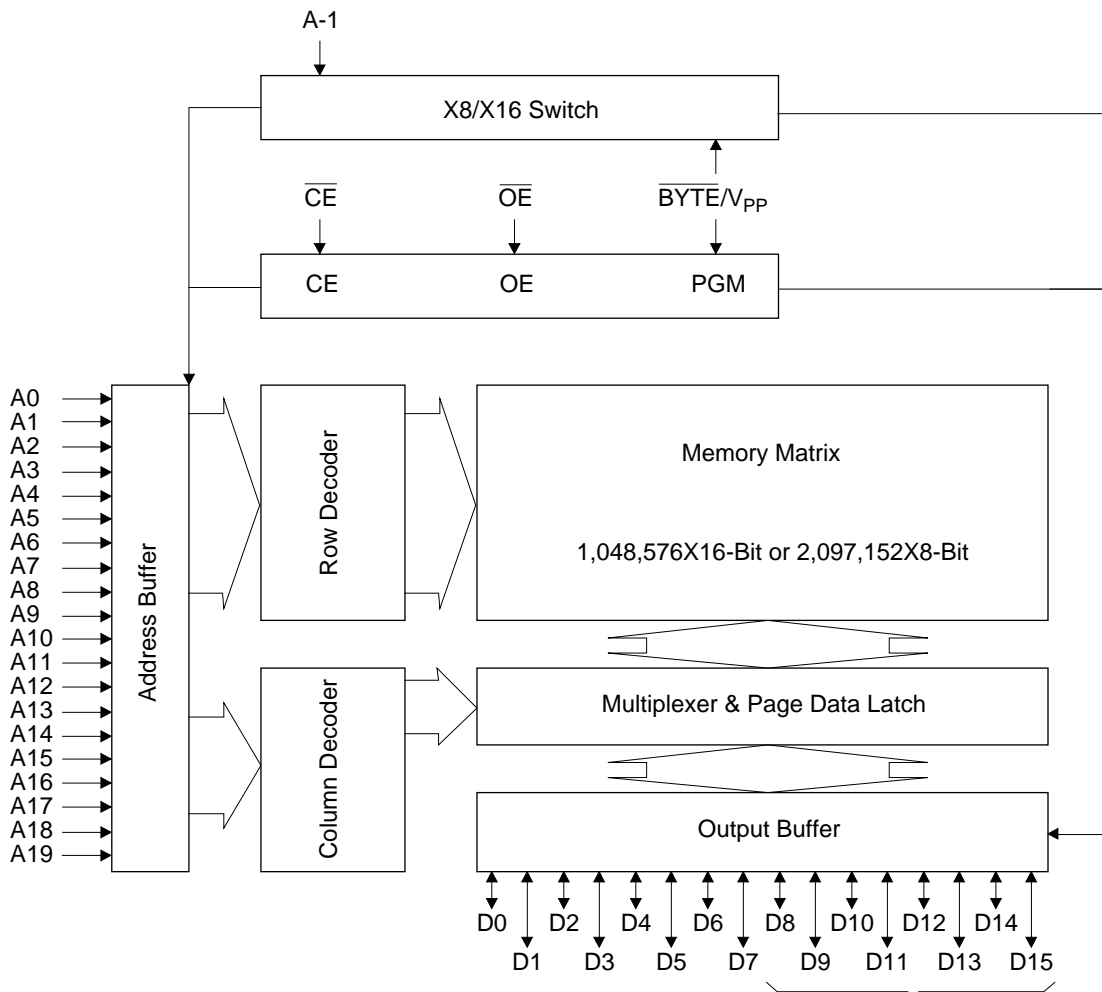 A-1
X8/X16 Switch
C̅E̅ O̅E̅ B̅Y̅T̅E̅/VPP
CE OE PGM
A0
A1
A2
A3
A4
A5
A6
A7
A8
A9
A10
A11
A12
A13
A14
A15
A16
A17
A18
A19
Address Buffer
Row Decoder
Memory Matrix
1,048,576X16-Bit or 2,097,152X8-Bit
Column Decoder
Multiplexer & Page Data Latch
Output Buffer
D0 D2 D4 D6 D8 D10 D12 D14
D1 D3 D5 D7 D9 D11 D13 D15